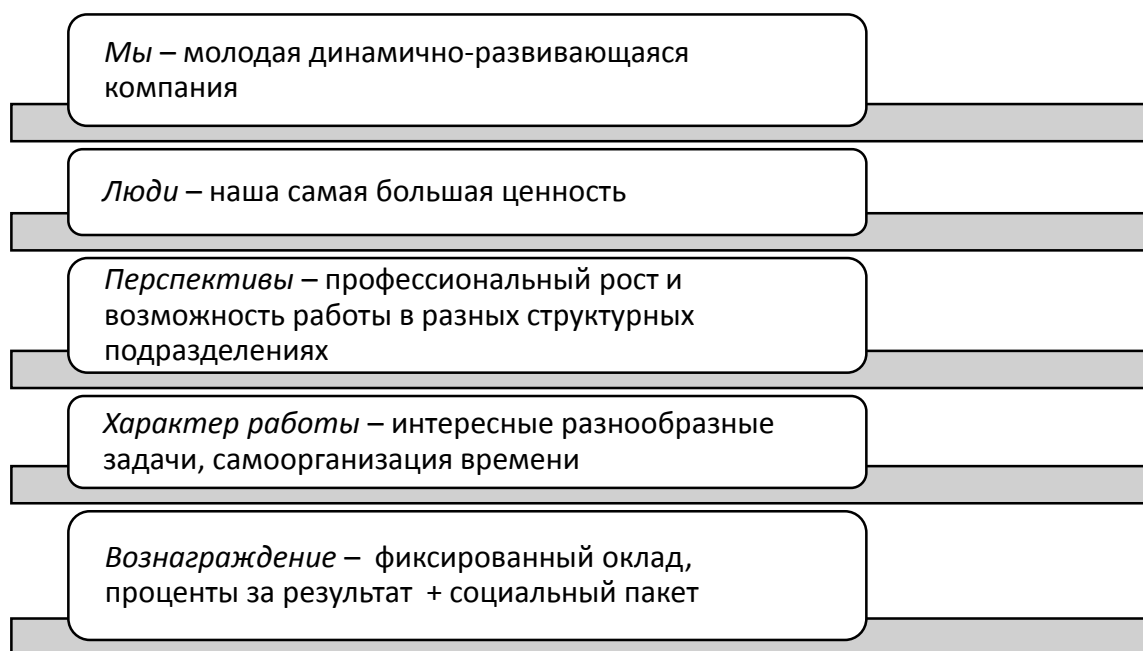 Мы – молодая динамично-развивающаяся
компания
Люди – наша самая большая ценность
Перспективы – профессиональный рост и
возможность работы в разных структурных
подразделениях
Характер работы – интересные разнообразные
задачи, самоорганизация времени
Вознаграждение – фиксированный оклад,
проценты за результат + социальный пакет